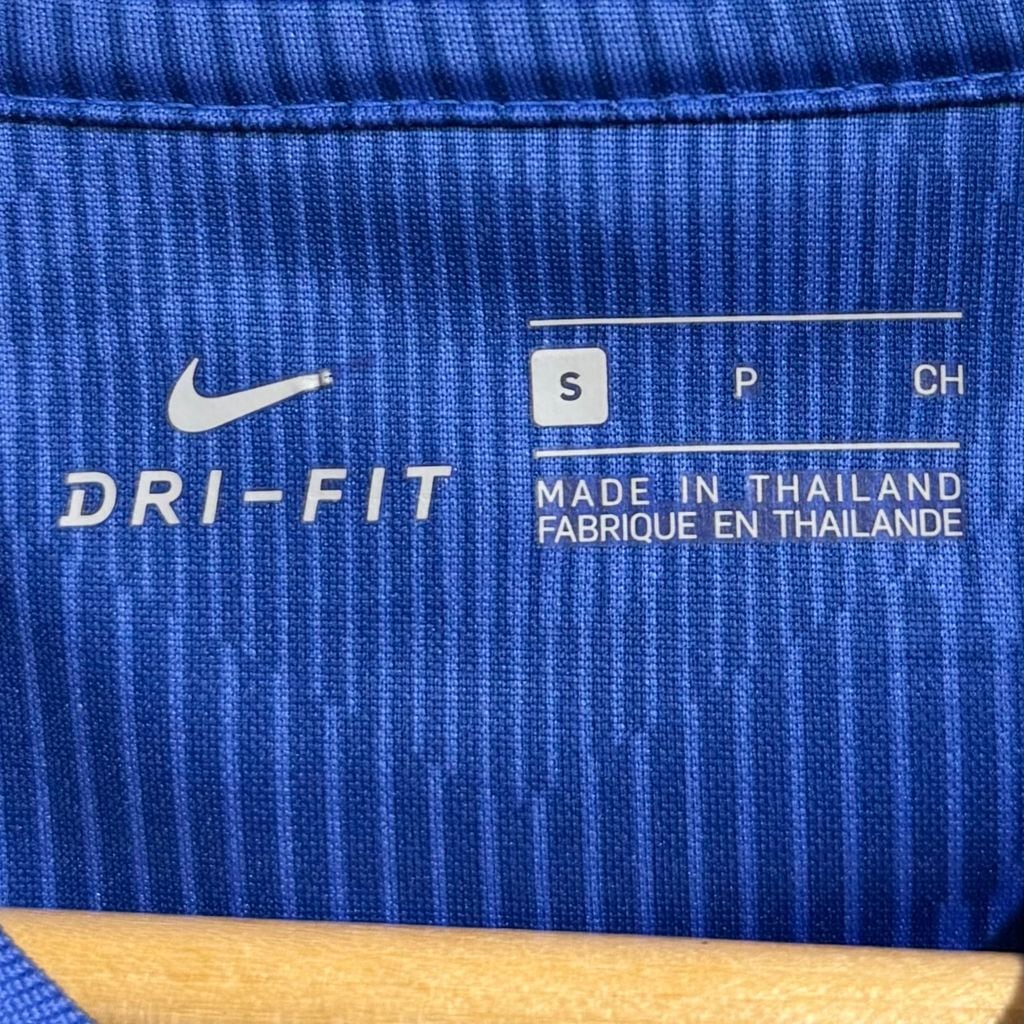 DRI-FIT
S P CH
MADE IN THAILAND
FABRIQUE EN THAILANDE